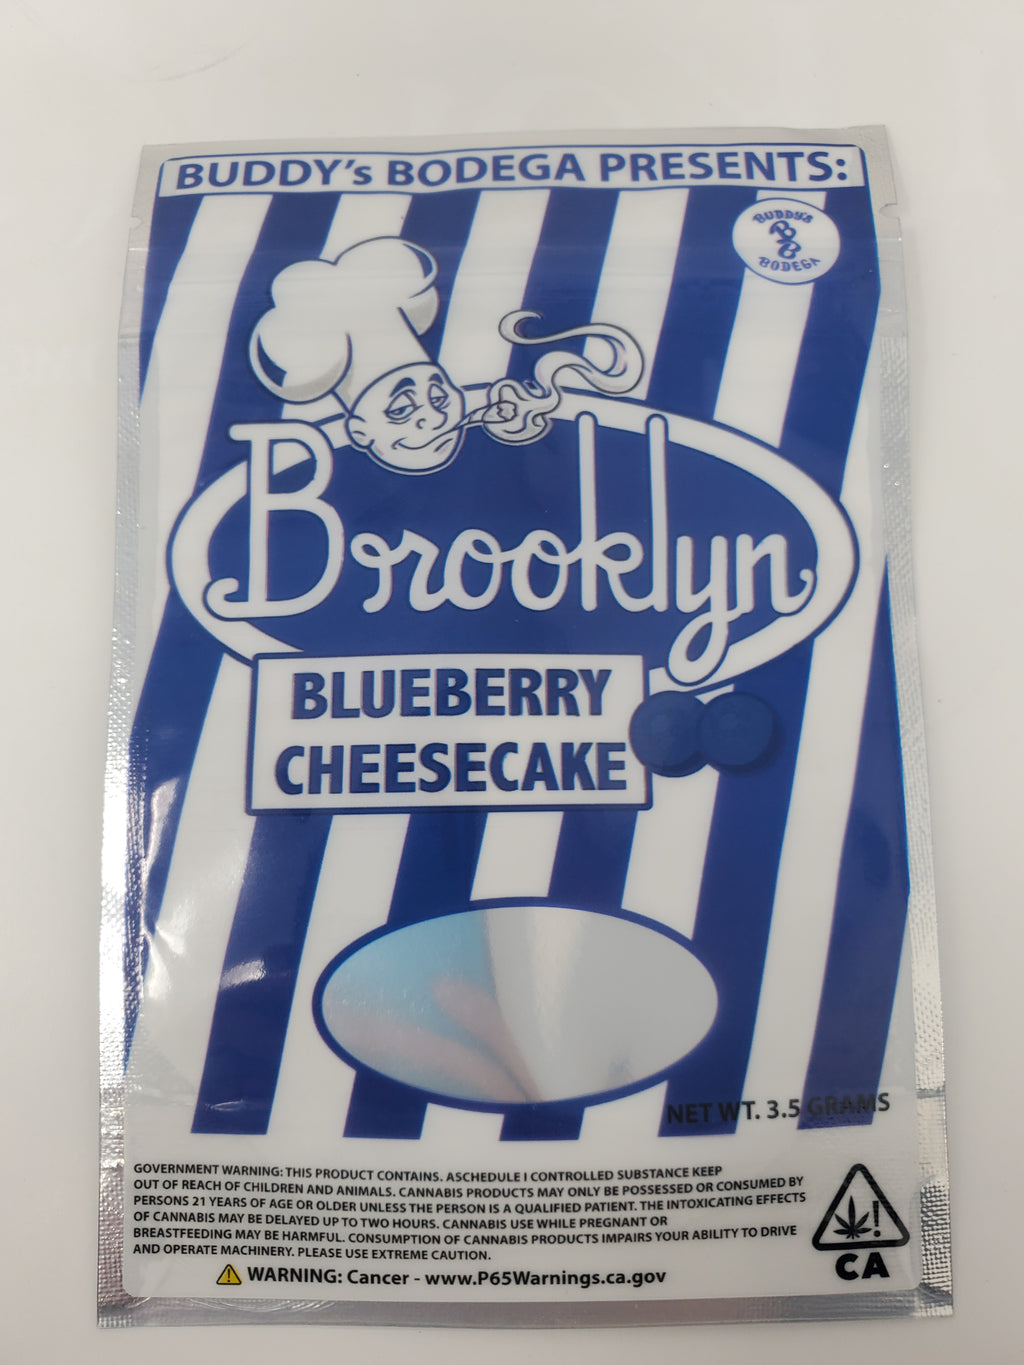 BUDDY's BODEGA PRESENTS:
BUDDY'S
B
B
BODEGA
Brooklyn
BLUEBERRY
CHEESECAKE
NET WT. 3.5 GRAMS
GOVERNMENT WARNING: THIS PRODUCT CONTAINS. ASCHEDULE I CONTROLLED SUBSTANCE KEEP
OUT OF REACH OF CHILDREN AND ANIMALS. CANNABIS PRODUCTS MAY ONLY BE POSSESSED OR CONSUMED BY
PERSONS 21 YEARS OF AGE OR OLDER UNLESS THE PERSON IS A QUALIFIED PATIENT. THE INTOXICATING EFFECTS
OF CANNABIS MAY BE DELAYED UP TO TWO HOURS. CANNABIS USE WHILE PREGNANT OR
BREASTFEEDING MAY BE HARMFUL. CONSUMPTION OF CANNABIS PRODUCTS IMPAIRS YOUR ABILITY TO DRIVE
AND OPERATE MACHINERY. PLEASE USE EXTREME CAUTION.
WARNING: Cancer - www.P65Warnings.ca.gov
!
CA